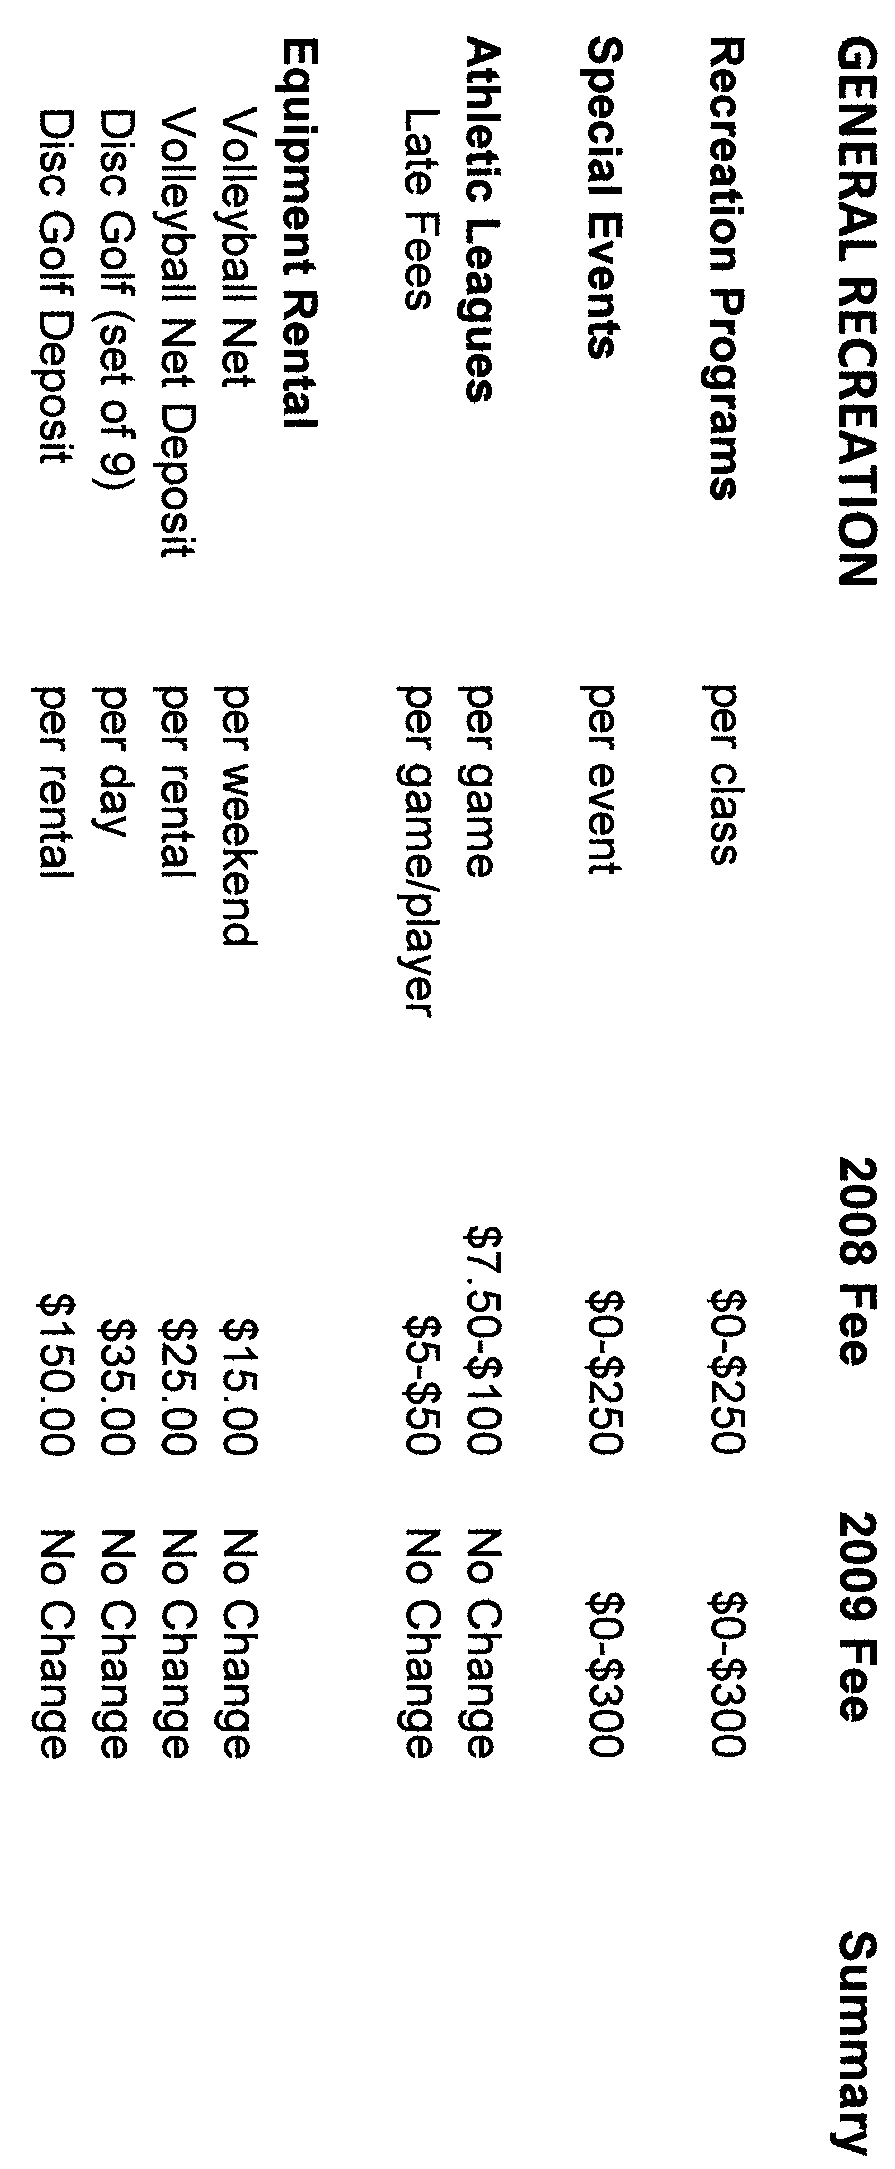 GENERAL RECREATION 2008 Fee 2009 Fee Summary
Recreation Programs per class $0-$250 $0-$300
Special Events per event $0-$250 $0-$300
Athletic Leagues per game $7.50-$100 No Change
Late Fees per game/player $5-$50 No Change
Equipment Rental
Volleyball Net per weekend $15.00 No Change
Volleyball Net Deposit per rental $25.00 No Change
Disc Golf (set of 9) per day $35.00 No Change
Disc Golf Deposit per rental $150.00 No Change